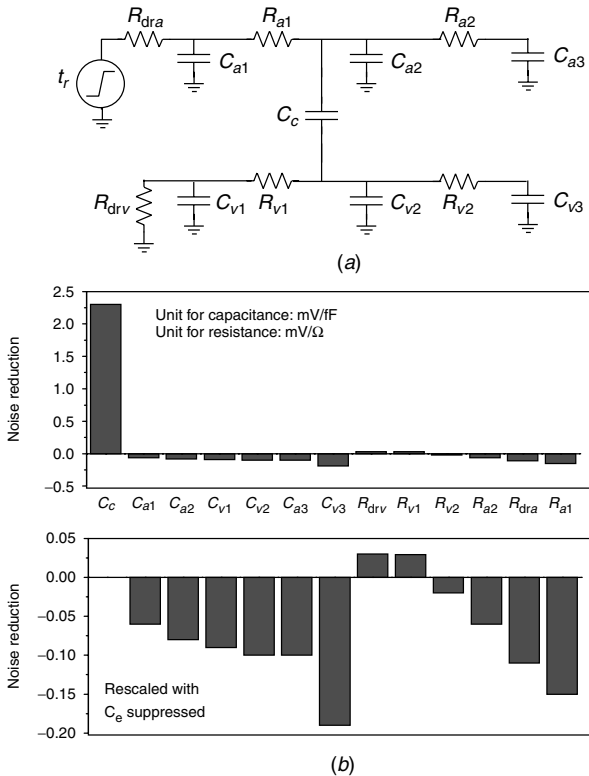 R_dra R_a1 R_a2
C_a1 C_a2 C_a3
t_r
C_c
R_drv C_v1 R_v1 C_v2 R_v2 C_v3
(a)
Noise reduction
2.5
2.0
1.5
1.0
0.5
0.0
−0.5
Unit for capacitance: mV/fF
Unit for resistance: mV/Ω
C_c C_a1 C_a2 C_v1 C_v2 C_a3 C_v3 R_drv R_v1 R_v2 R_a2 R_dra R_a1
Noise reduction
0.05
0.00
−0.05
−0.10
−0.15
−0.20
Rescaled with
C_e suppressed
(b)